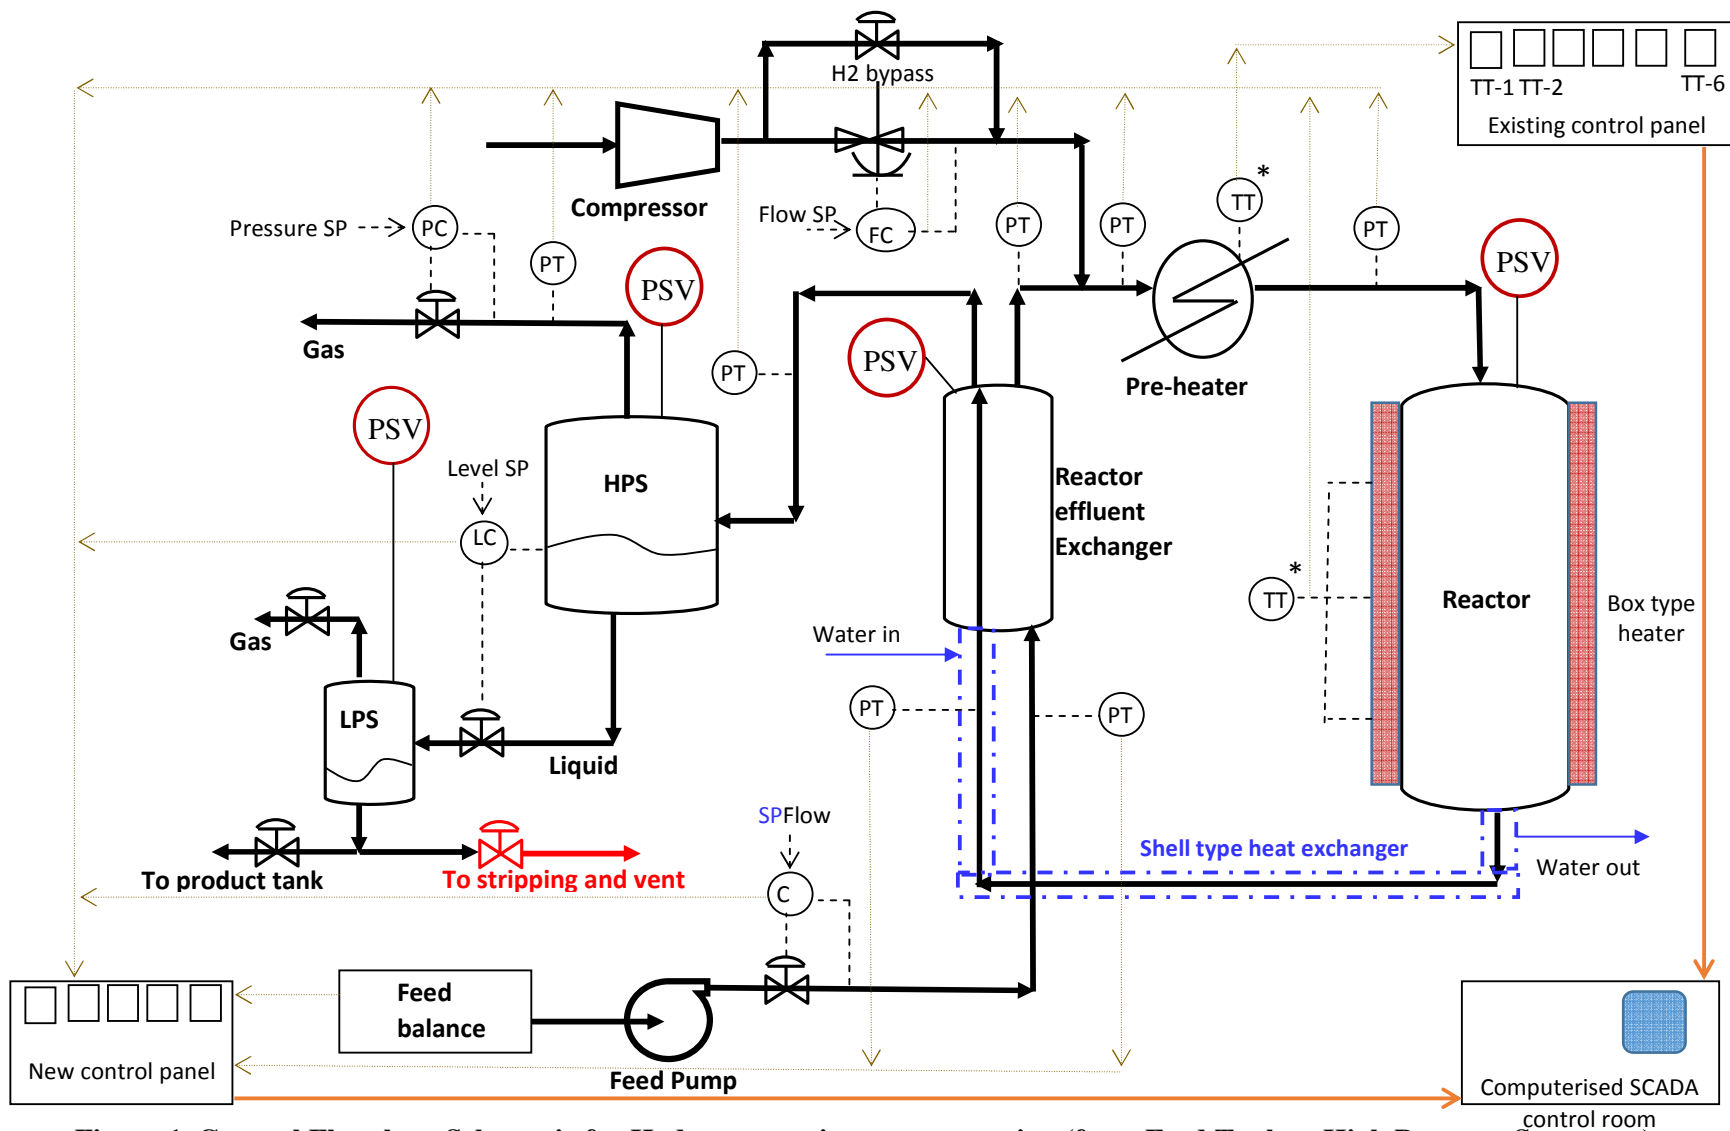 H2 bypass
TT-1 TT-2 TT-6
Existing control panel
Compressor
TT *
Pressure SP
PC
Flow SP
FC
PT
PT
PT
PT
PSV
PSV
Gas
PSV
PT
Pre-heater
PSV
Level SP
HPS
Reactor
effluent
Exchanger
LC
TT *
Reactor
Box type
heater
Gas
Water in
LPS
PT
PT
Liquid
SPFlow
Shell type heat exchanger
Water out
To product tank
To stripping and vent
C
Feed
balance
New control panel
Feed Pump
Computerised SCADA
control room